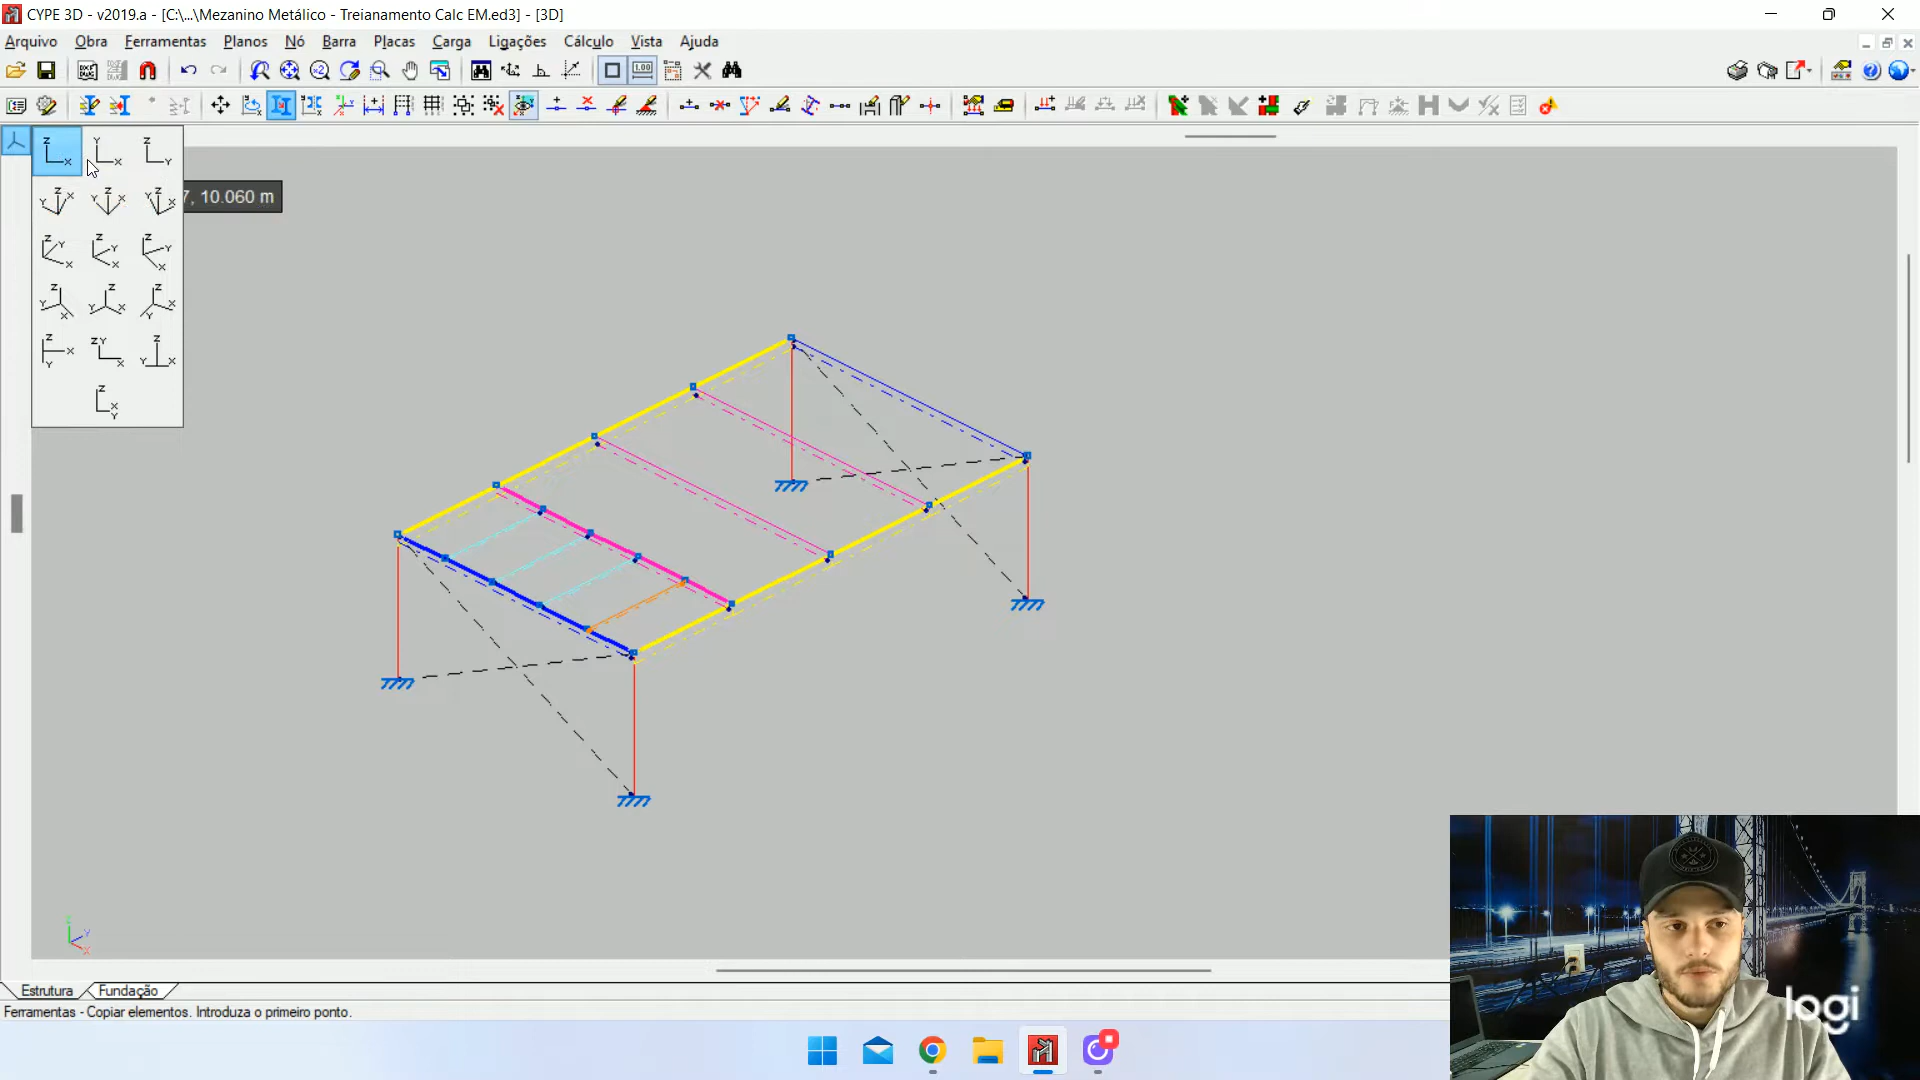 CYPE 3D - v2019.a - [C:\...\Mezanino Metálico - Treianamento Calc EM.ed3] - [3D]
Arquivo Obra Ferramentas Planos Nó Barra Placas Carga Ligações Cálculo Vista Ajuda
Z X Y X Z Y
7, 10.060 m
Estrutura Fundação
Ferramentas - Copiar elementos. Introduza o primeiro ponto.
logi